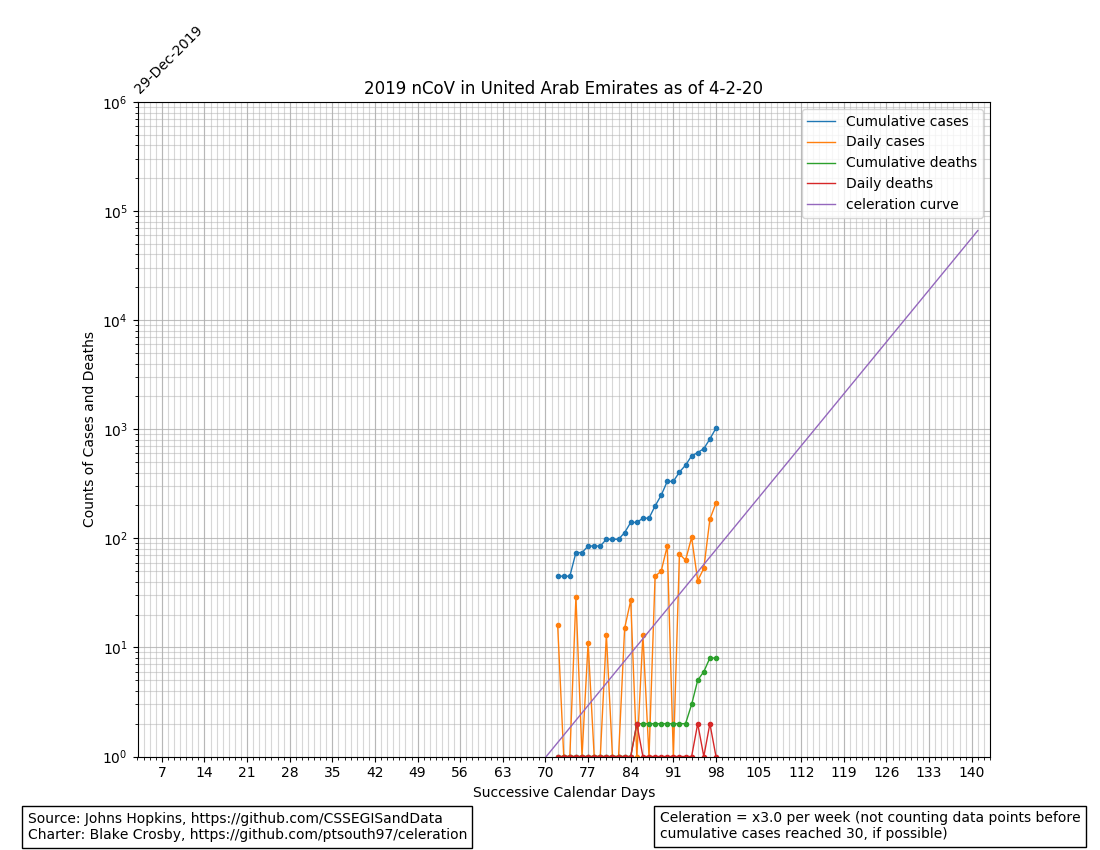 29-Dec-2019
2019 nCoV in United Arab Emirates as of 4-2-20
10^6
10^5
10^4
10^3
10^2
10^1
10^0
Counts of Cases and Deaths
Cumulative cases
Daily cases
Cumulative deaths
Daily deaths
celeration curve
7 14 21 28 35 42 49 56 63 70 77 84 91 98 105 112 119 126 133 140
Successive Calendar Days
Source: Johns Hopkins, https://github.com/CSSEGISandData
Charter: Blake Crosby, https://github.com/ptsouth97/celeration
Celeration = x3.0 per week (not counting data points before
cumulative cases reached 30, if possible)